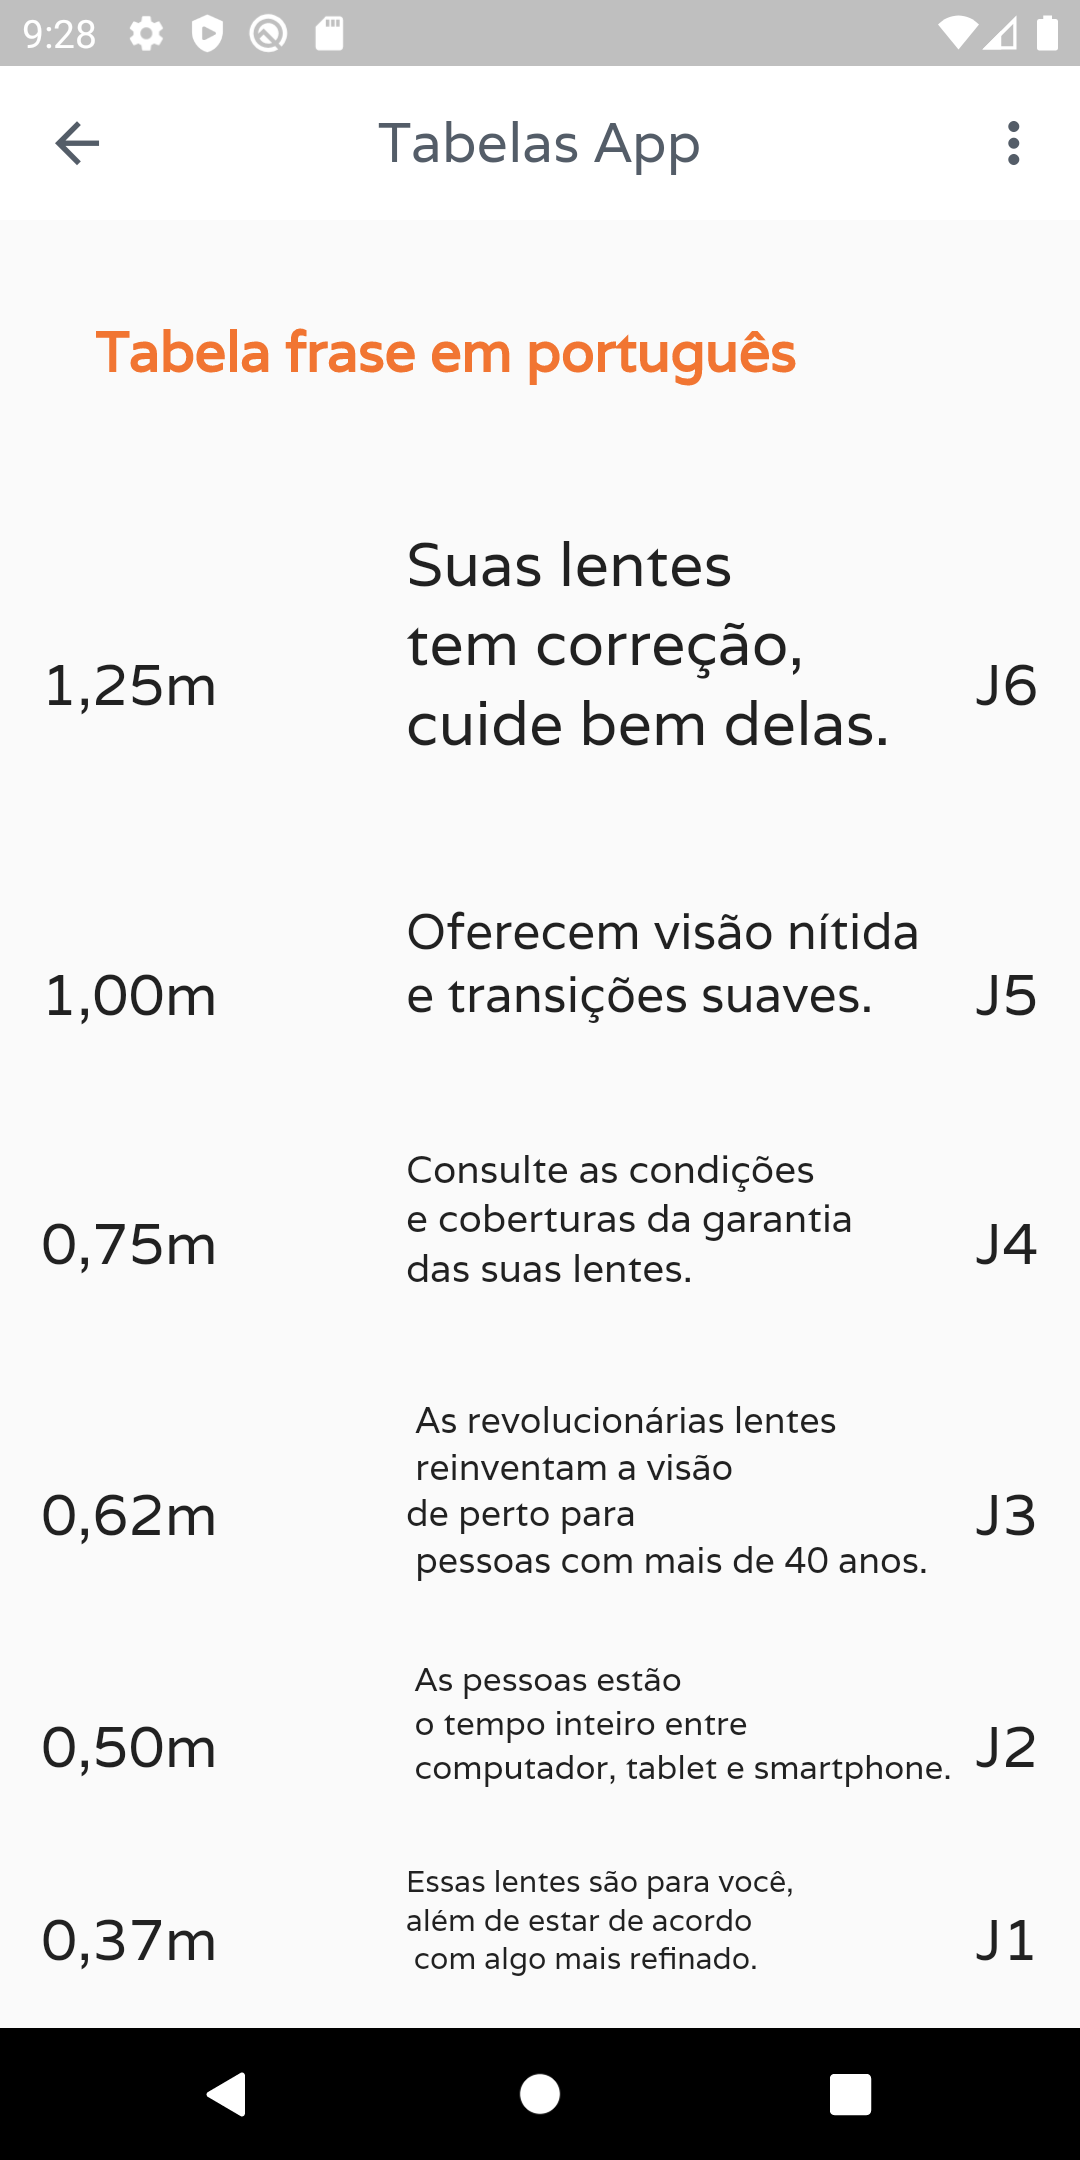 9:28
Tabelas App
Tabela frase em português
Suas lentes
tem correção,
1,25m
J6
cuide bem delas.
Oferecem visão nítida
1,00m
e transições suaves.
J5
Consulte as condições
e coberturas da garantia
0,75m
J4
das suas lentes.
As revolucionárias lentes
reinventam a visão
0,62m
de perto para
J3
pessoas com mais de 40 anos.
As pessoas estão
o tempo inteiro entre
0,50m
J2
computador, tablet e smartphone.
Essas lentes são para você,
além de estar de acordo
0,37m
J1
com algo mais refinado.